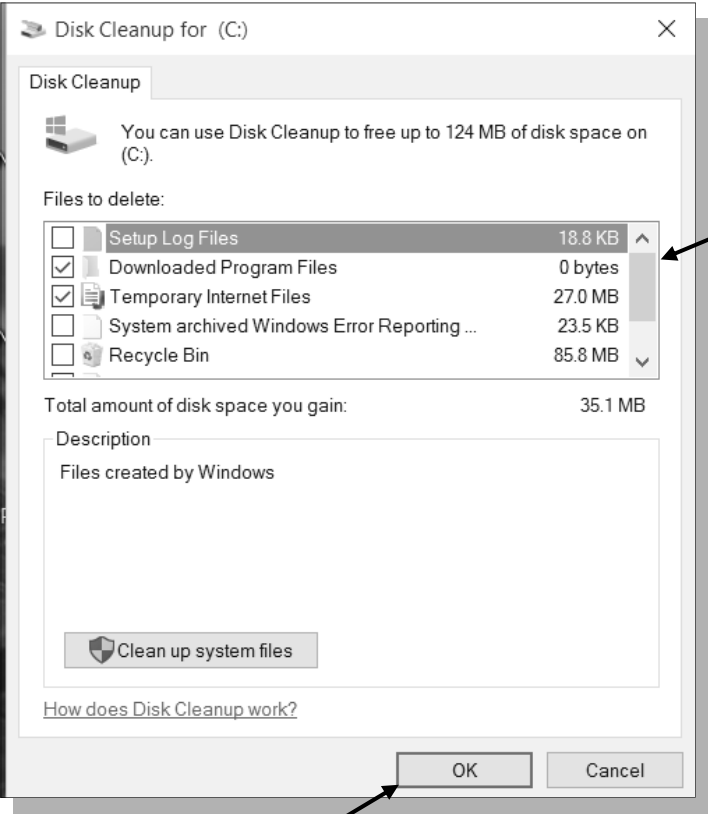 Disk Cleanup for (C:)
Disk Cleanup
You can use Disk Cleanup to free up to 124 MB of disk space on
(C:).
Files to delete:
Setup Log Files 18.8 KB
Downloaded Program Files 0 bytes
Temporary Internet Files 27.0 MB
System archived Windows Error Reporting ... 23.5 KB
Recycle Bin 85.8 MB
Total amount of disk space you gain: 35.1 MB
Description
Files created by Windows
Clean up system files
How does Disk Cleanup work?
OK Cancel